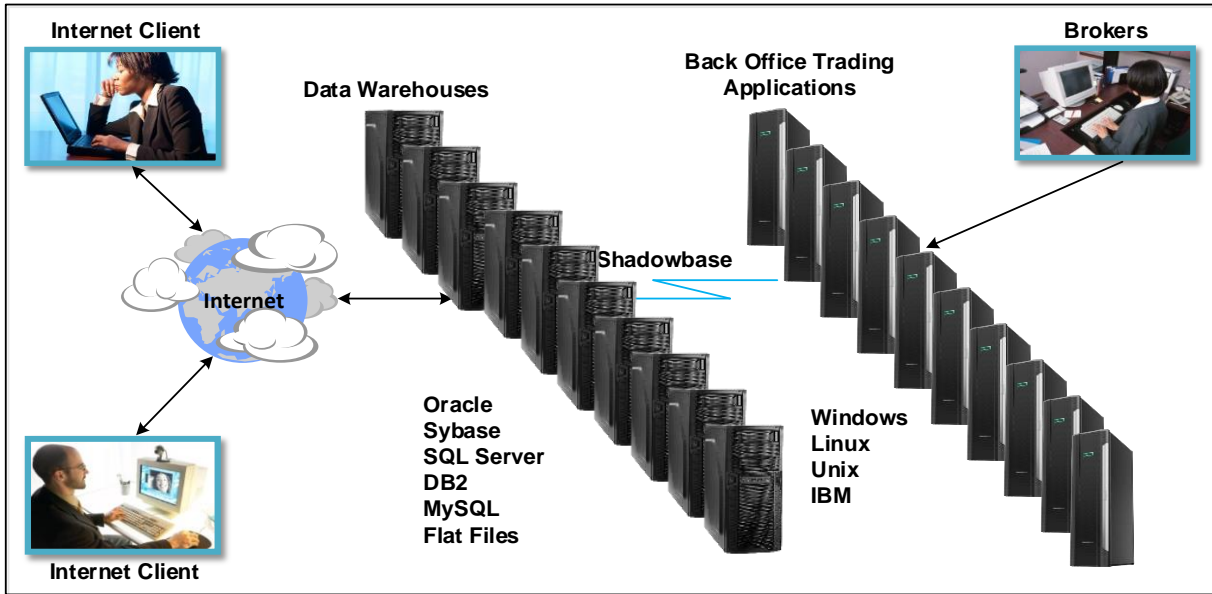 Internet Client
Data Warehouses
Back Office Trading
Applications
Brokers
Shadowbase
Internet
Oracle
Sybase
SQL Server
DB2
MySQL
Flat Files
Windows
Linux
Unix
IBM
Internet Client